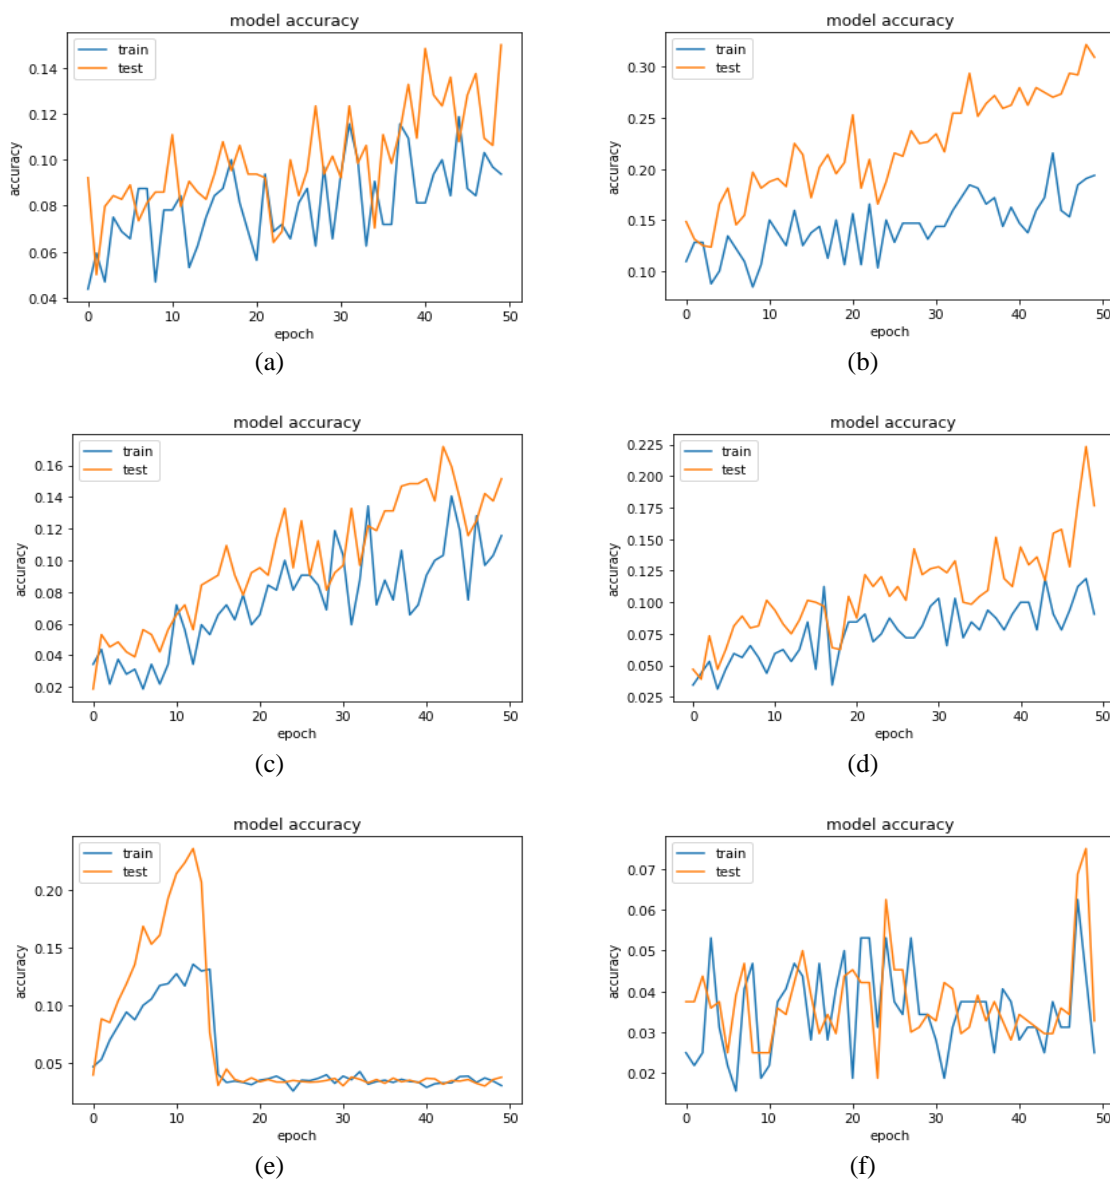 model accuracy
train
test
accuracy
0.14
0.12
0.10
0.08
0.06
0.04
0 10 20 30 40 50
epoch
(a)
model accuracy
train
test
accuracy
0.30
0.25
0.20
0.15
0.10
0 10 20 30 40 50
epoch
(b)
model accuracy
train
test
accuracy
0.16
0.14
0.12
0.10
0.08
0.06
0.04
0.02
0 10 20 30 40 50
epoch
(c)
model accuracy
train
test
accuracy
0.225
0.200
0.175
0.150
0.125
0.100
0.075
0.050
0.025
0 10 20 30 40 50
epoch
(d)
model accuracy
train
test
accuracy
0.20
0.15
0.10
0.05
0 10 20 30 40 50
epoch
(e)
model accuracy
train
test
accuracy
0.07
0.06
0.05
0.04
0.03
0.02
0 10 20 30 40 50
epoch
(f)